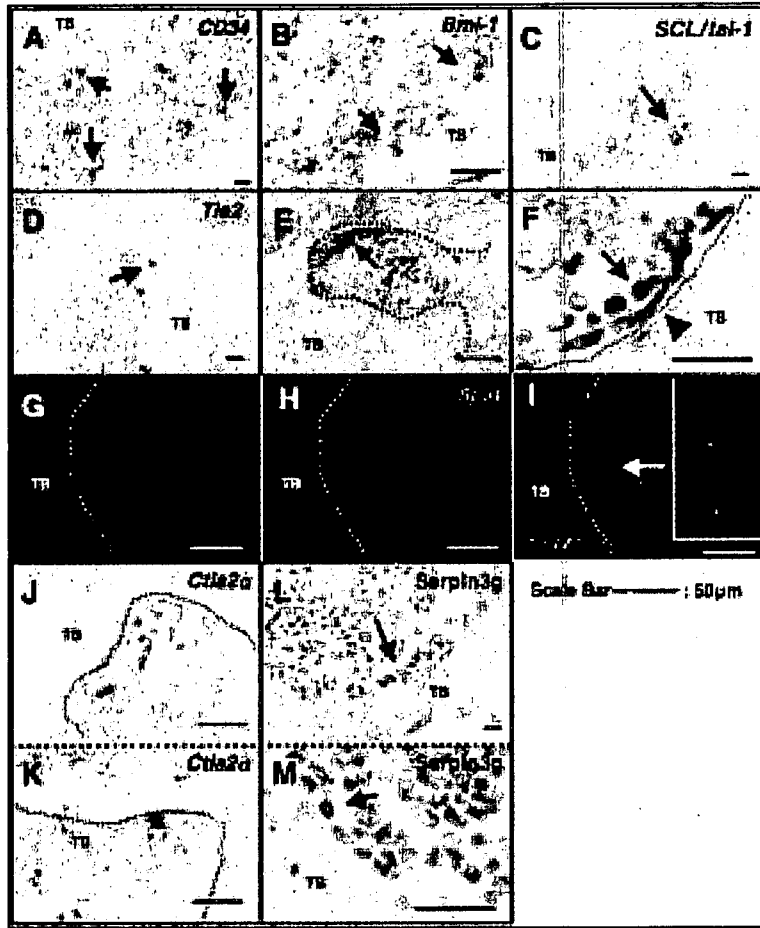 A TB CD34
B Bmi-1 TB
C SCL/tal-1 TB
D Tie2 TB
E TB
F TB
G TB
H TB
I TB
J Ctla2α TB
L Serpin3g TB
Scale Bar : 50μm
K Ctla2α TB
M Serpin3g TB